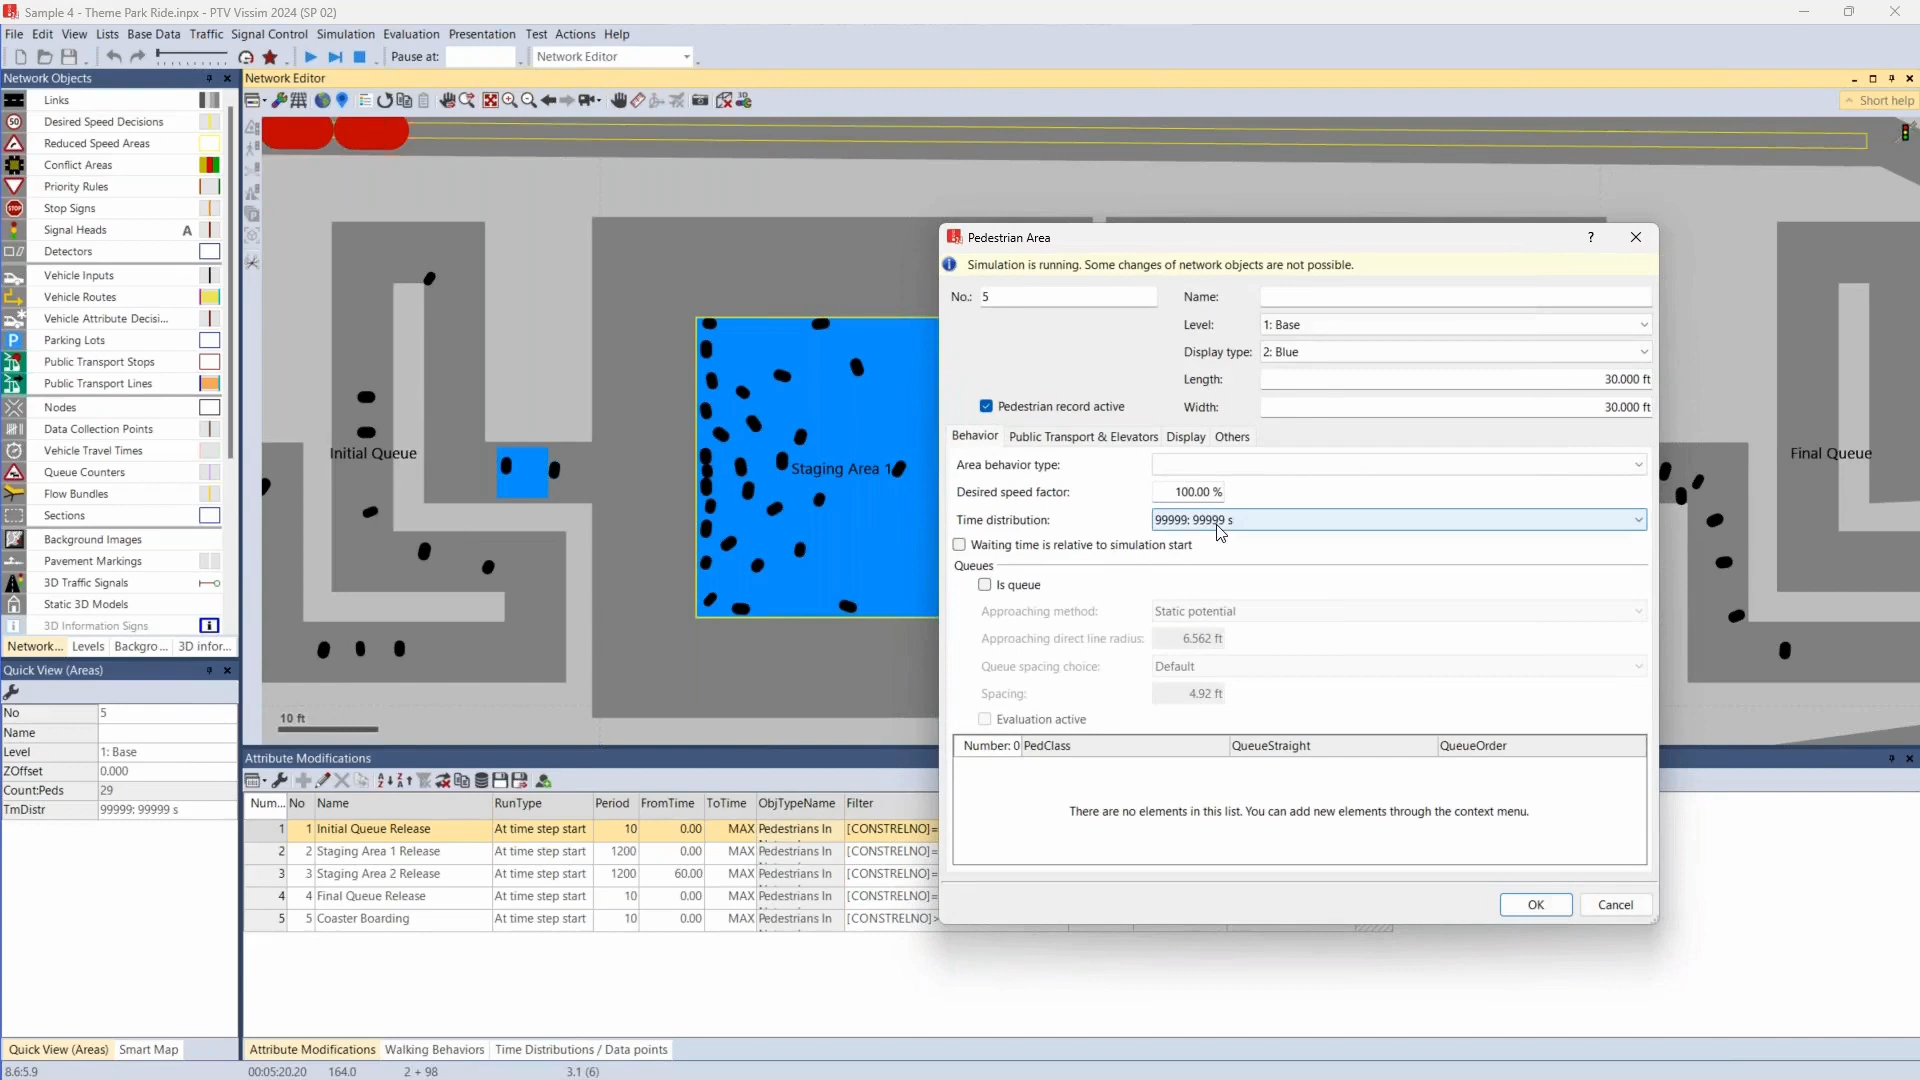 Sample 4 - Theme Park Ride.inpx - PTV Vissim 2024 (SP 02)
File Edit View Lists Base Data Traffic Signal Control Simulation Evaluation Presentation Test Actions Help
Pause at: Network Editor
Network Objects
Network Editor
Short help
Links
50 Desired Speed Decisions
Reduced Speed Areas
Conflict Areas
Priority Rules
STOP Stop Signs
Signal Heads A
Detectors
Vehicle Inputs
Vehicle Routes
Vehicle Attribute Decisi...
P Parking Lots
Public Transport Stops
Public Transport Lines
Nodes
Data Collection Points
Vehicle Travel Times
Queue Counters
Flow Bundles
Sections
Background Images
Pavement Markings
3D Traffic Signals
Static 3D Models
3D Information Signs
Network... Levels Backgro... 3D infor...
Initial Queue
Staging Area 1
Final Queue
10 ft
Pedestrian Area
Simulation is running. Some changes of network objects are not possible.
No.: 5 Name:
Level: 1: Base
Display type: 2: Blue
Length: 30.000 ft
Pedestrian record active Width: 30.000 ft
Behavior Public Transport & Elevators Display Others
Area behavior type:
Desired speed factor: 100.00 %
Time distribution: 99999: 99999 s
Waiting time is relative to simulation start
Queues
Is queue
Approaching method: Static potential
Approaching direct line radius: 6.562 ft
Queue spacing choice: Default
Spacing: 4.92 ft
Evaluation active
Number: 0 PedClass QueueStraight QueueOrder
There are no elements in this list. You can add new elements through the context menu.
OK Cancel
Quick View (Areas)
No 5
Name
Level 1: Base
ZOffset 0.000
Count:Peds 29
TmDistr 99999: 99999 s
Quick View (Areas) Smart Map
Attribute Modifications
Num... No Name RunType Period FromTime ToTime ObjTypeName Filter
1 1 Initial Queue Release At time step start 10 0.00 MAX Pedestrians In [CONSTRELNO]=
2 2 Staging Area 1 Release At time step start 1200 0.00 MAX Pedestrians In [CONSTRELNO]=
3 3 Staging Area 2 Release At time step start 1200 60.00 MAX Pedestrians In [CONSTRELNO]=
4 4 Final Queue Release At time step start 10 0.00 MAX Pedestrians In [CONSTRELNO]=
5 5 Coaster Boarding At time step start 10 0.00 MAX Pedestrians In [CONSTRELNO]>
Attribute Modifications Walking Behaviors Time Distributions / Data points
8.6:5.9 00:05:20.20 164.0 2 + 98 3.1 (6)